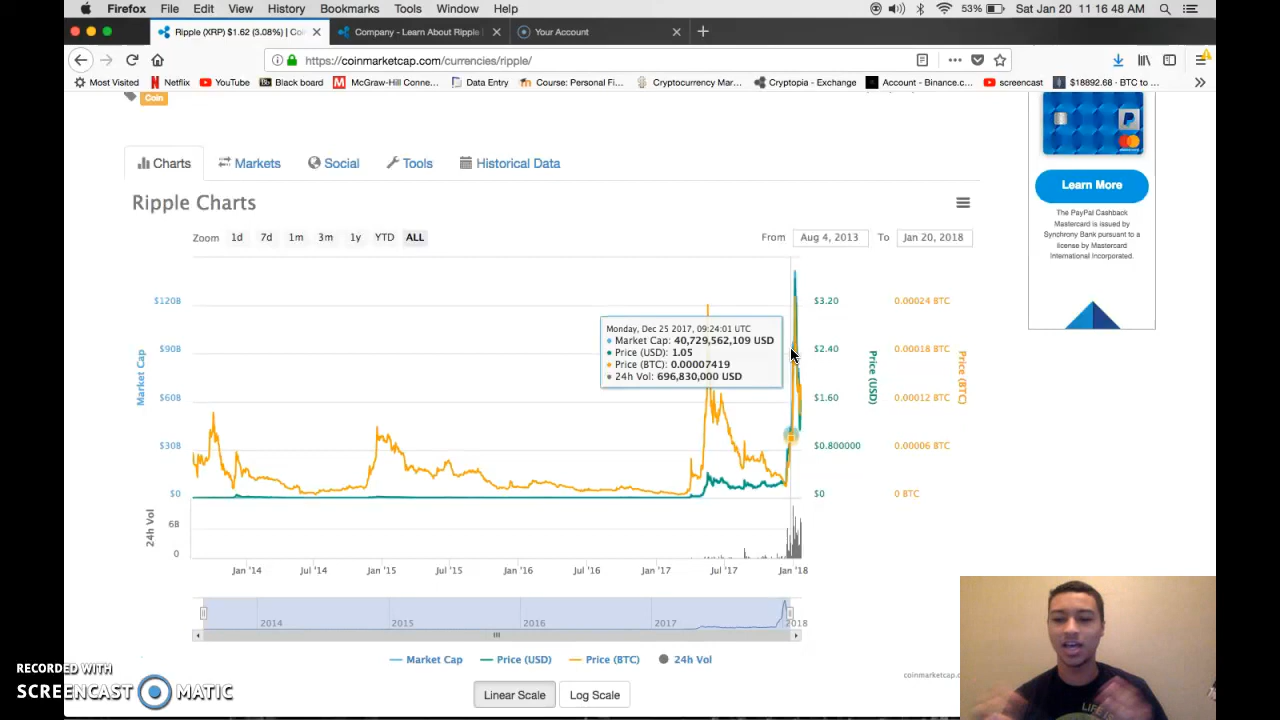 Firefox File Edit View History Bookmarks Tools Window Help 53% Sat Jan 20 11:16:48 AM
Ripple (XRP) $1.62 (3.08%) | Coi Company - Learn About Ripple Your Account
https://coinmarketcap.com/currencies/ripple/
Most Visited Netflix YouTube Black board McGraw-Hill Conne... Data Entry Course: Personal Fi... Cryptocurrency Mar... Cryptopia - Exchange Account - Binance.c... screencast $18892.68 - BTC to ...
Coin
Charts Markets Social Tools Historical Data
Learn More
The PayPal Cashback
Mastercard is issued by
Synchrony Bank pursuant to a
license by Mastercard
International Incorporated.
Ripple Charts
Zoom 1d 7d 1m 3m 1y YTD ALL From Aug 4, 2013 To Jan 20, 2018
$120B $3.20 0.00024 BTC
$90B $2.40 0.00018 BTC
$60B $1.60 0.00012 BTC
$30B $0.800000 0.00006 BTC
$0 $0 0 BTC
Market Cap
Price (USD)
Price (BTC)
Monday, Dec 25 2017, 09:24:01 UTC
Market Cap: 40,729,562,109 USD
Price (USD): 1.05
Price (BTC): 0.00007419
24h Vol: 696,830,000 USD
24h Vol
6B
0
Jan '14 Jul '14 Jan '15 Jul '15 Jan '16 Jul '16 Jan '17 Jul '17 Jan '18
2014 2015 2016 2017 2018
Market Cap Price (USD) Price (BTC) 24h Vol
coinmarketcap.c
Linear Scale Log Scale
RECORDED WITH
SCREENCAST MATIC
LIFE